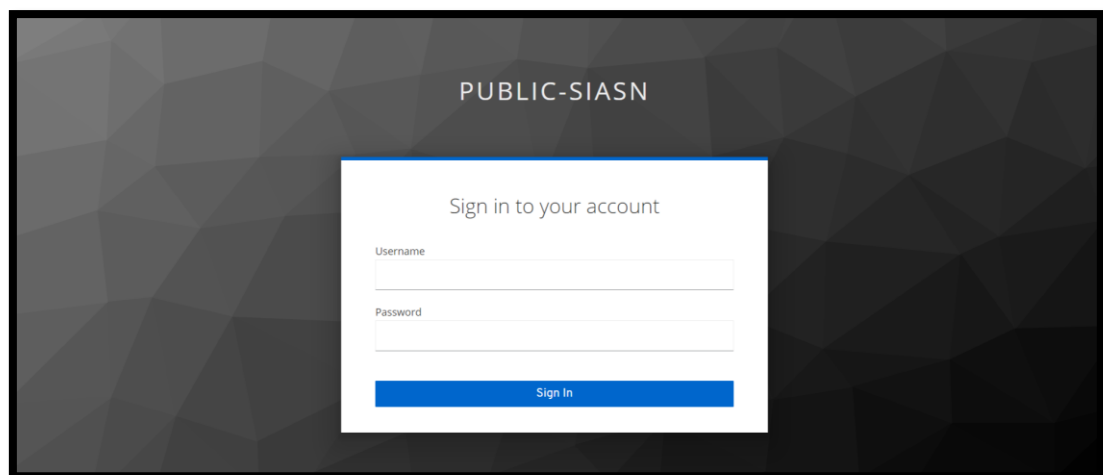 PUBLIC-SIASN
Sign in to your account
Username
Password
Sign In